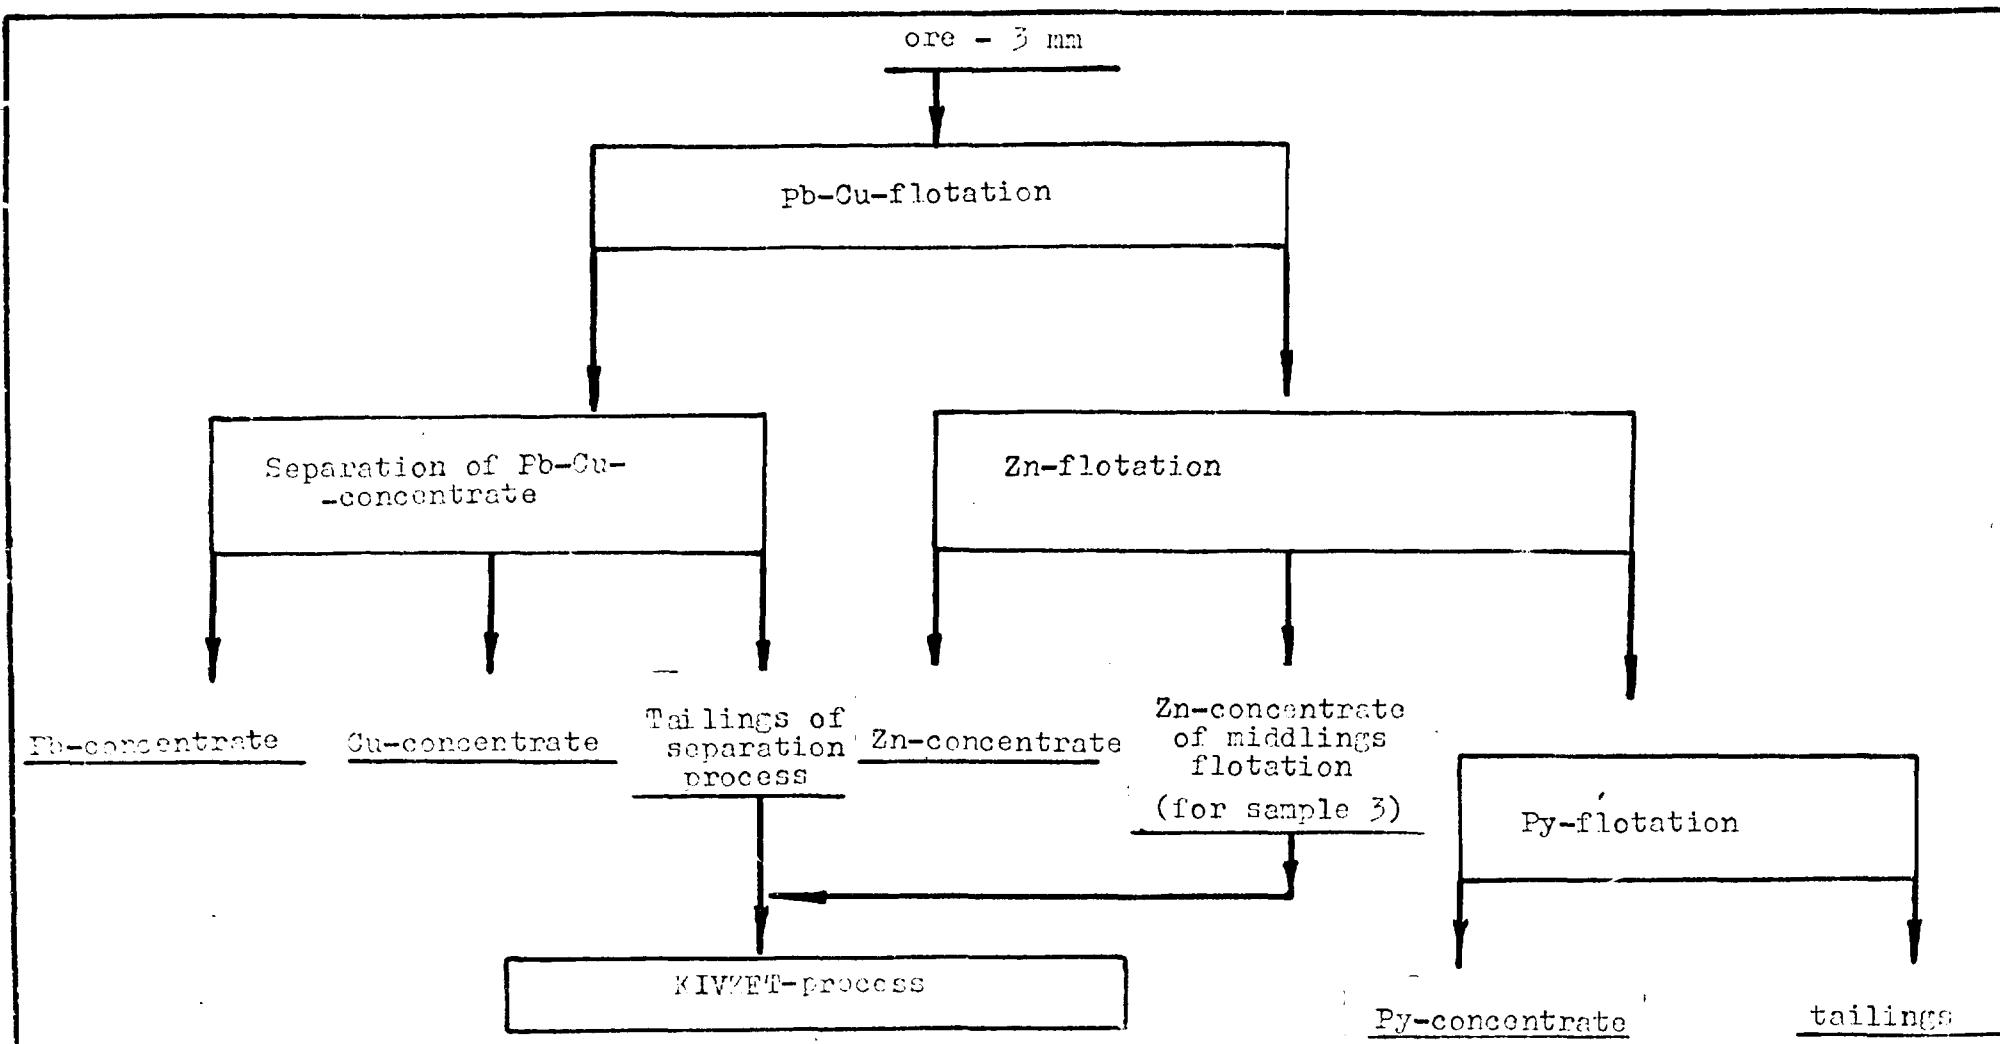 ore - 3 mm
Pb-Cu-flotation
Separation of Pb-Cu-
-concentrate
Zn-flotation
Pb-concentrate
Cu-concentrate
Tailings of
separation
process
Zn-concentrate
Zn-concentrate
of middlings
flotation
(for sample 3)
Py-flotation
KIVZET-process
Py-concentrate
tailings